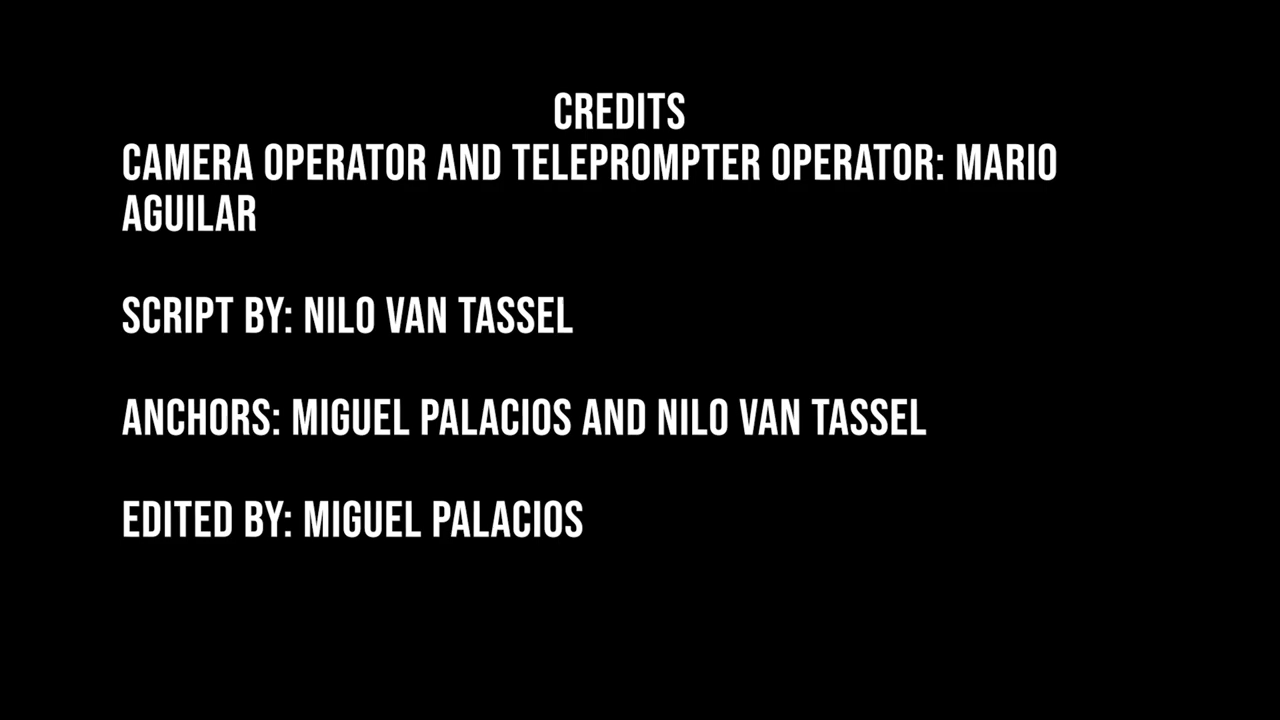 CREDITS
CAMERA OPERATOR AND TELEPROMPTER OPERATOR: MARIO
AGUILAR
SCRIPT BY: NILO VAN TASSEL
ANCHORS: MIGUEL PALACIOS AND NILO VAN TASSEL
EDITED BY: MIGUEL PALACIOS